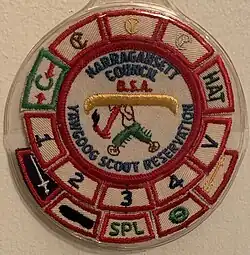 C C C
NARRAGANSETT
COUNCIL
B.S.A.
HAT
C
YAWGOOG SCOUT RESERVATION
1 2 3 4 V
SPL